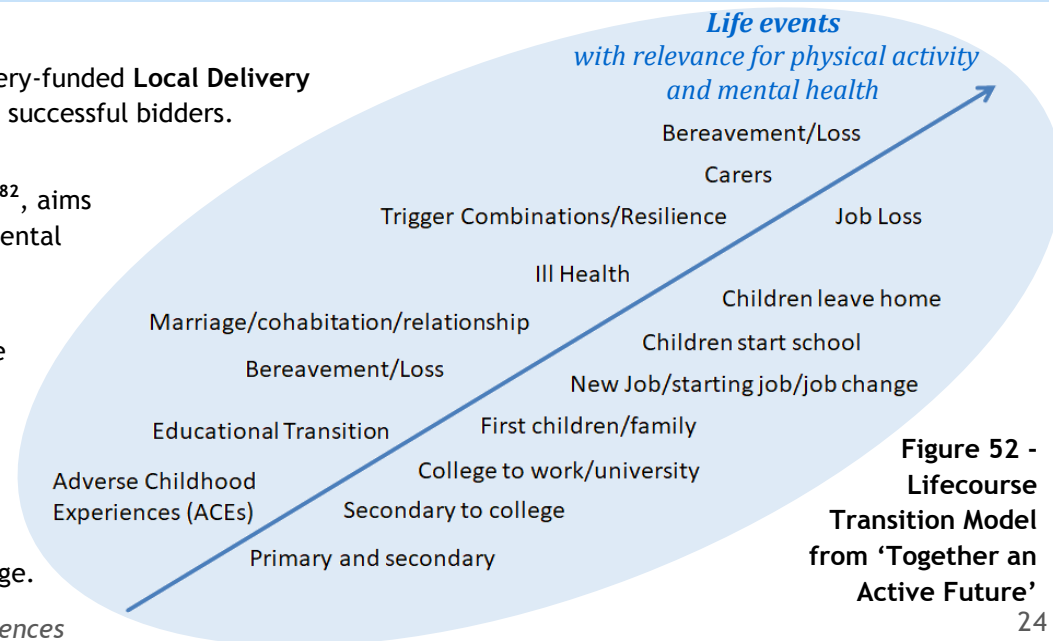 ery-funded Local Delivery
successful bidders.
82, aims
ental
e
ge.
ences
Life events
with relevance for physical activity
and mental health
Bereavement/Loss
Carers
Trigger Combinations/Resilience
Job Loss
Ill Health
Children leave home
Marriage/cohabitation/relationship
Children start school
Bereavement/Loss
New Job/starting job/job change
Educational Transition
First children/family
College to work/university
Adverse Childhood
Experiences (ACEs)
Secondary to college
Primary and secondary
Figure 52 -
Lifecourse
Transition Model
from ‘Together an
Active Future’
24